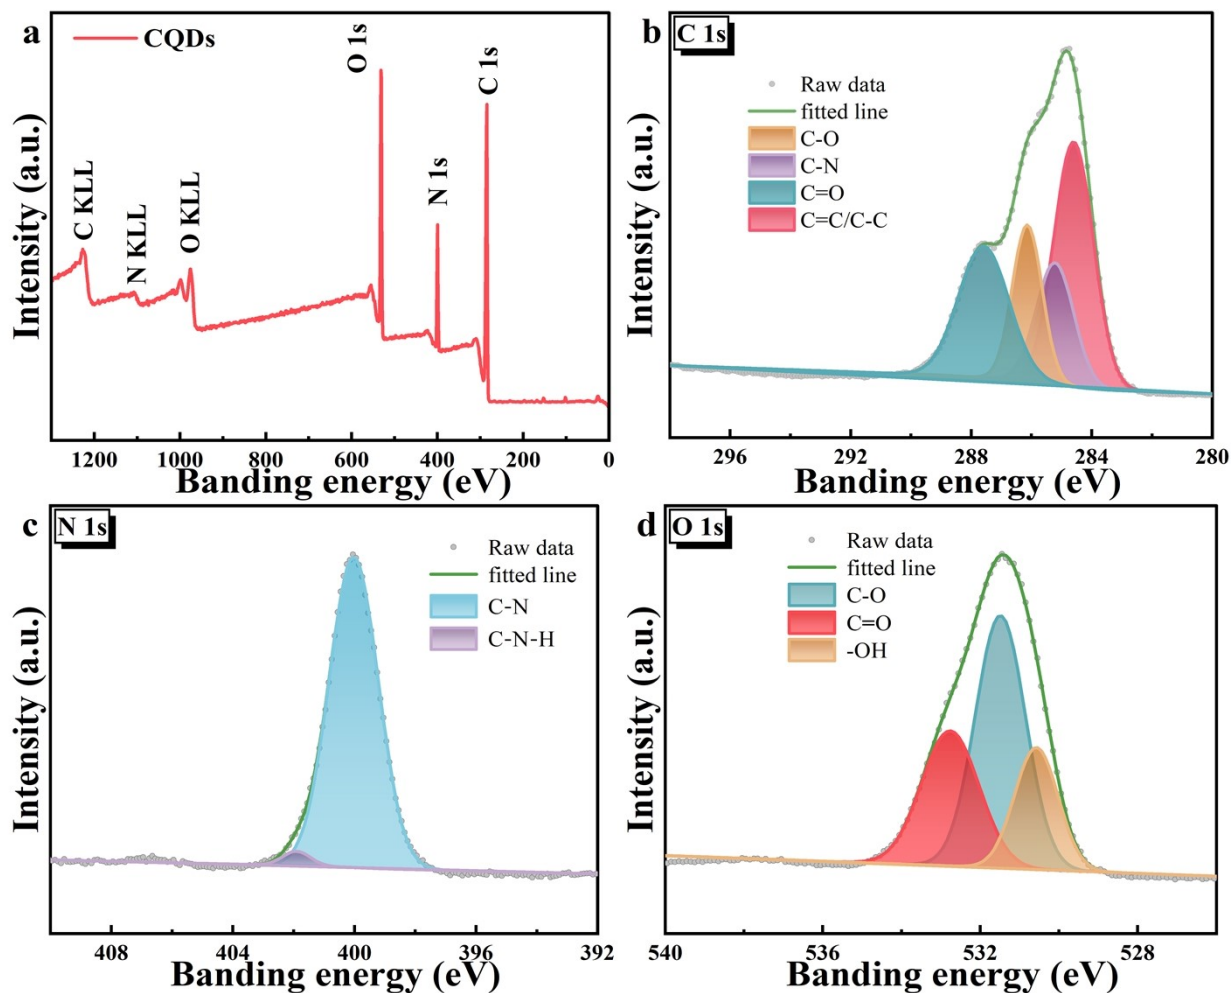 a
CQDs
C KLL
N KLL
O KLL
O 1s
N 1s
C 1s
Intensity (a.u.)
1200 1000 800 600 400 200 0
Banding energy (eV)
b
C 1s
Raw data
fitted line
C-O
C-N
C=O
C=C/C-C
Intensity (a.u.)
296 292 288 284 280
Banding energy (eV)
c
N 1s
Raw data
fitted line
C-N
C-N-H
Intensity (a.u.)
408 404 400 396 392
Banding energy (eV)
d
O 1s
Raw data
fitted line
C-O
C=O
-OH
Intensity (a.u.)
540 536 532 528
Banding energy (eV)